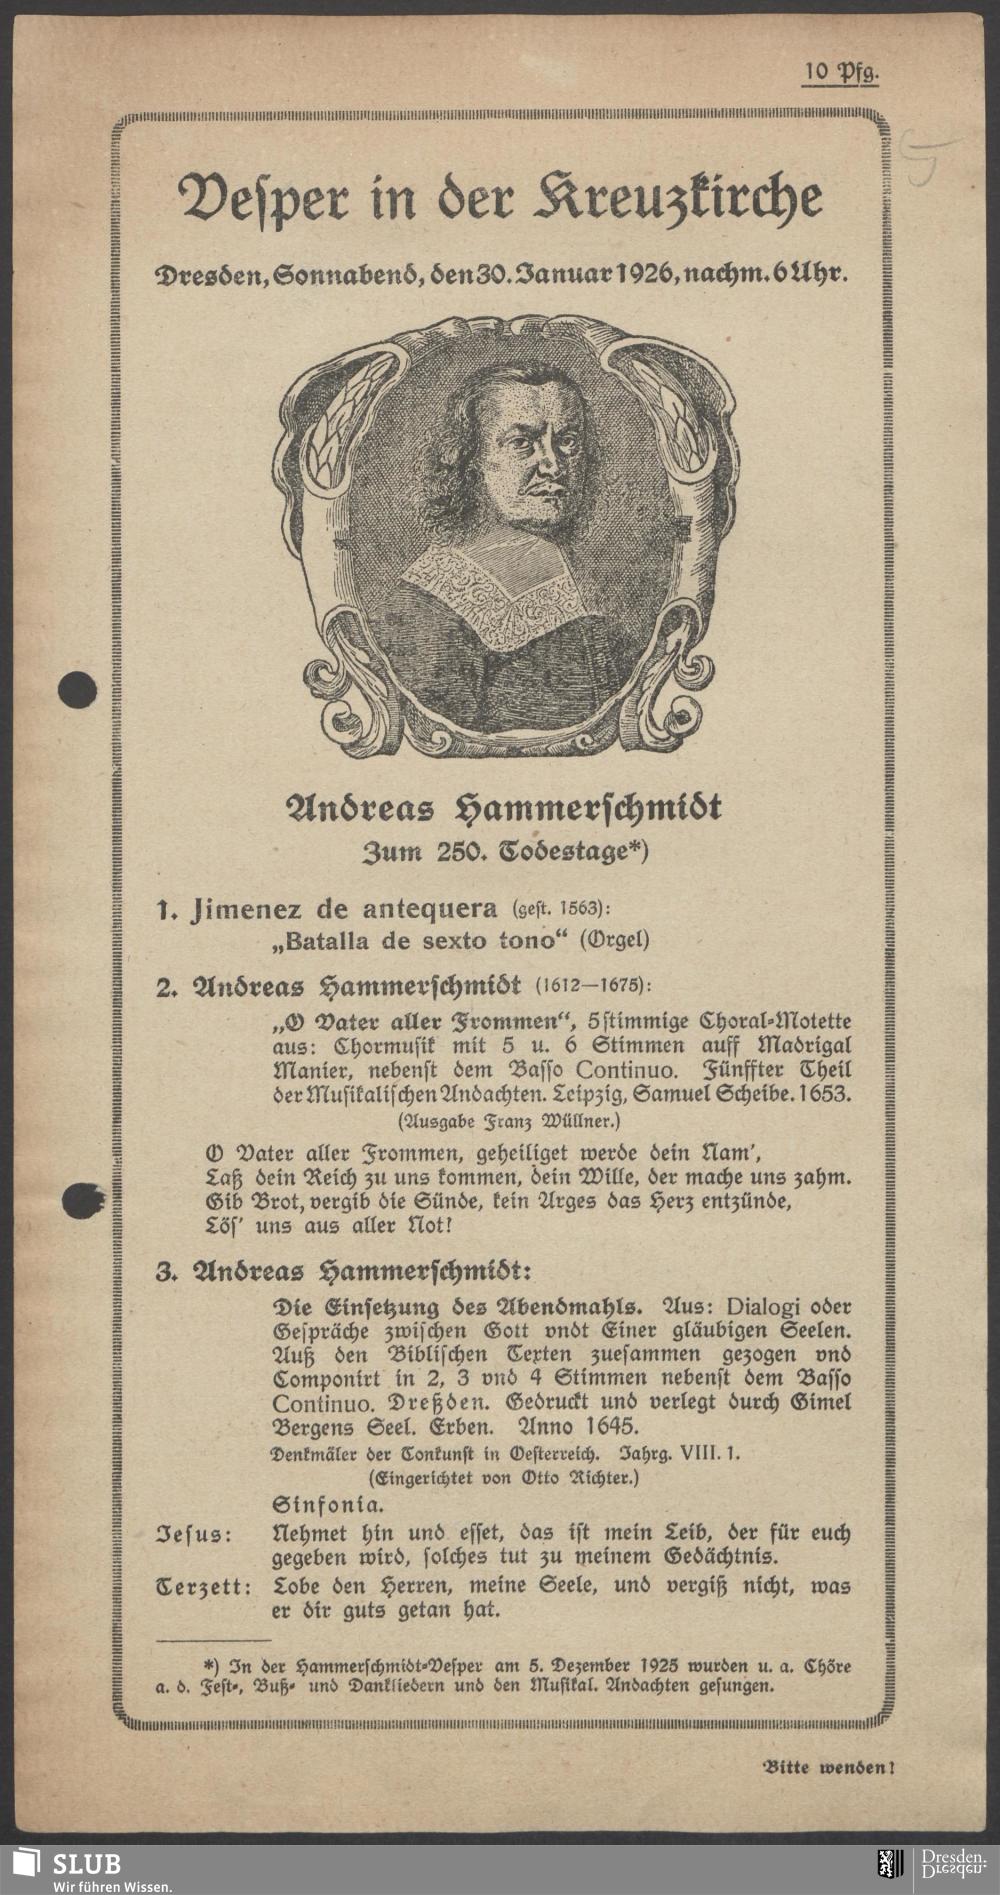 10 Pfg.
Vesper in der Kreuzkirche
Dresden, Sonnabend, den 30. Januar 1926, nachm. 6 Uhr.
Andreas Hammerschmidt
Zum 250. Todestage*)
1. Jimenez de antequera (gest. 1563):
„Batalla de sexto tono“ (Orgel)
2. Andreas Hammerschmidt (1612—1675):
„O Vater aller Frommen“, 5stimmige Choral-Motette
aus: Chormusik mit 5 u. 6 Stimmen auff Madrigal
Manier, nebenst dem Basso Continuo. Fünffter Theil
der Musikalischen Andachten. Leipzig, Samuel Scheibe. 1653.
(Ausgabe Franz Wüllner.)
O Vater aller Frommen, geheiliget werde dein Nam’,
Laß dein Reich zu uns kommen, dein Wille, der mache uns zahm.
Gib Brot, vergib die Sünde, kein Arges das Herz entzünde,
Lös’ uns aus aller Not!
3. Andreas Hammerschmidt:
Die Einsetzung des Abendmahls. Aus: Dialogi oder
Gespräche zwischen Gott vndt Einer gläubigen Seelen.
Auß den Biblischen Texten zuesammen gezogen vnd
Componirt in 2, 3 vnd 4 Stimmen nebenst dem Basso
Continuo. Dreßden. Gedruckt und verlegt durch Gimel
Bergens Seel. Erben. Anno 1645.
Denkmäler der Tonkunst in Oesterreich. Jahrg. VIII. 1.
(Eingerichtet von Otto Richter.)
Sinfonia.
Jesus: Nehmet hin und esset, das ist mein Leib, der für euch
gegeben wird, solches tut zu meinem Gedächtnis.
Terzett: Lobe den Herren, meine Seele, und vergiß nicht, was
er dir guts getan hat.
*) In der Hammerschmidt-Vesper am 5. Dezember 1925 wurden u. a. Chöre
a. d. Fest-, Buß- und Dankliedern und den Musikal. Andachten gesungen.
Bitte wenden!
SLUB
Wir führen Wissen.
Dresden.
Dresden.